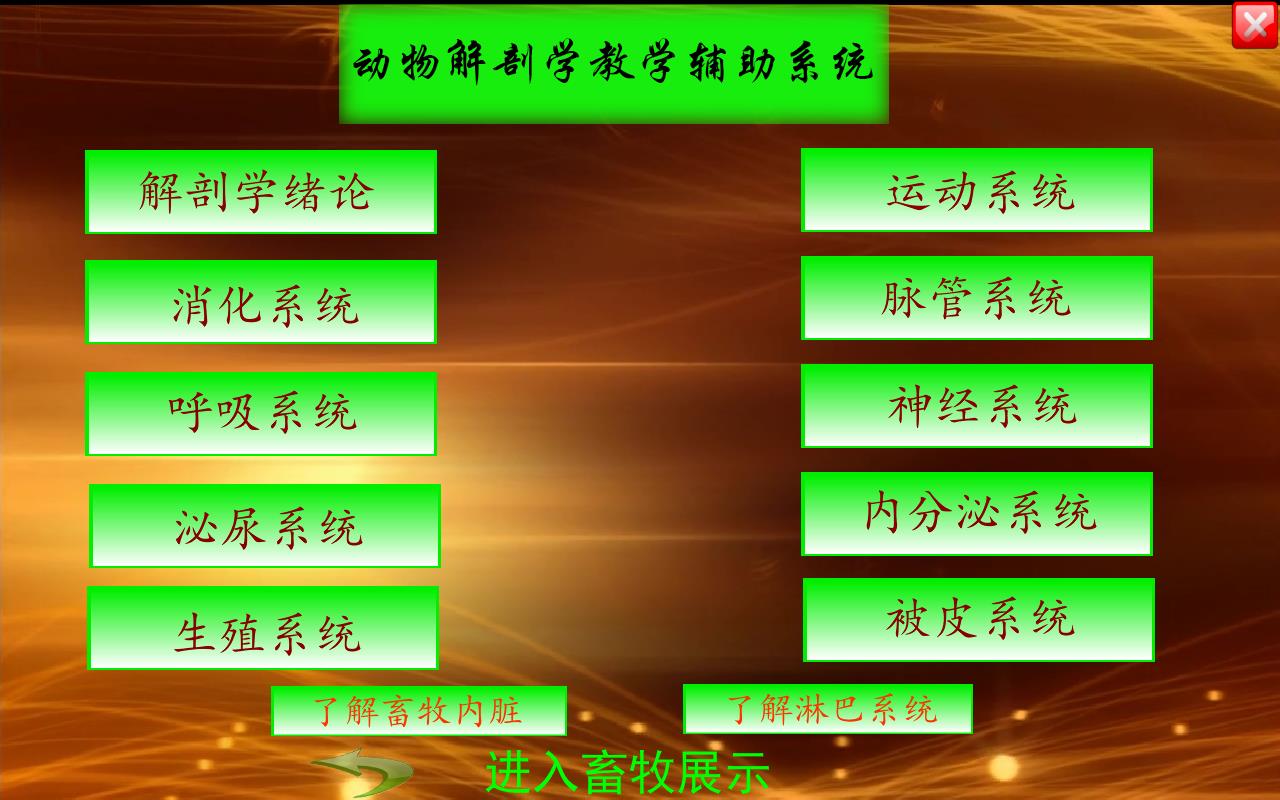 动物解剖学教学辅助系统
解剖学绪论
运动系统
消化系统
脉管系统
呼吸系统
神经系统
泌尿系统
内分泌系统
生殖系统
被皮系统
了解畜牧内脏
了解淋巴系统
进入畜牧展示